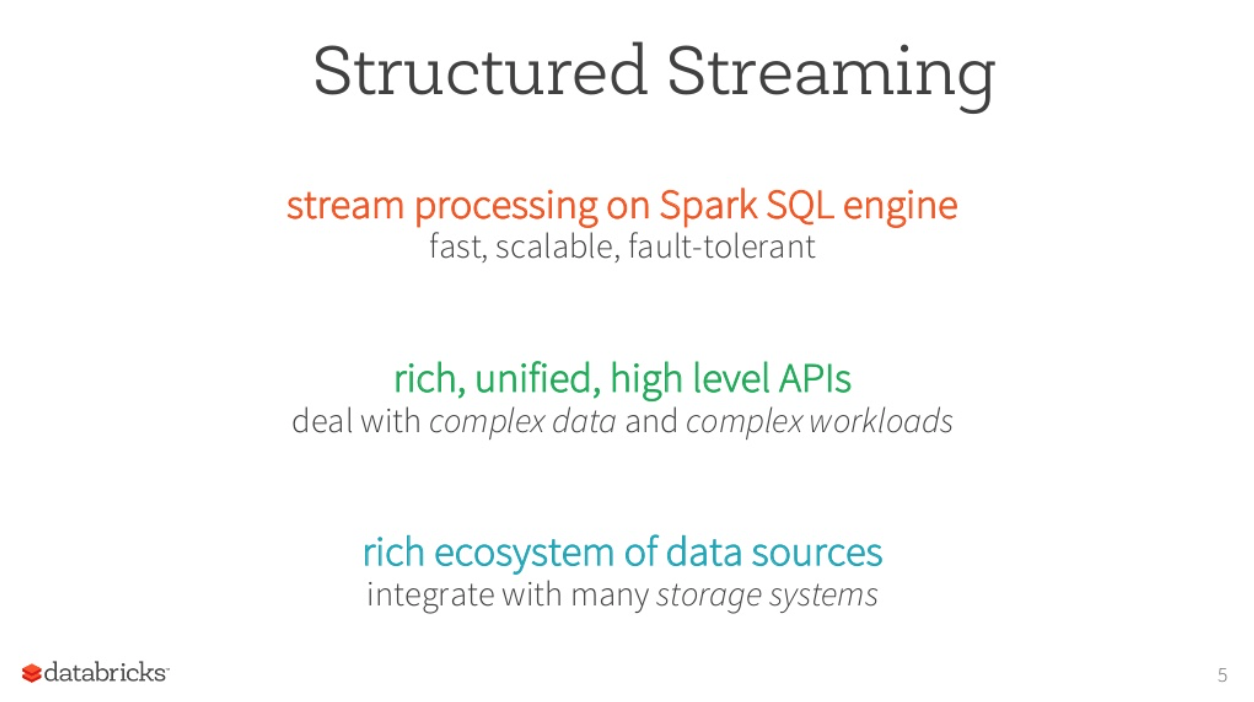 Structured Streaming
stream processing on Spark SQL engine
fast, scalable, fault-tolerant
rich, unified, high level APIs
deal with complex data and complex workloads
rich ecosystem of data sources
integrate with many storage systems
databricks
5